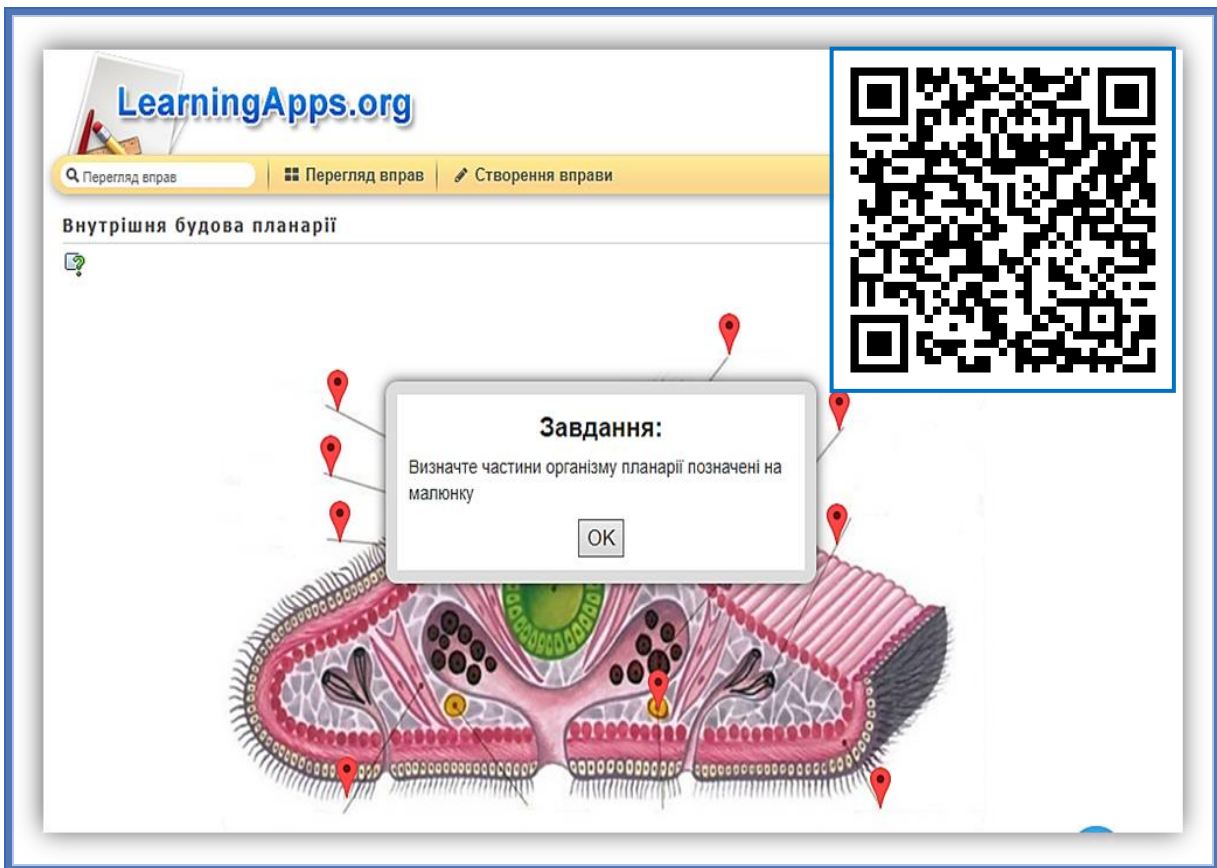 LearningApps.org
Перегляд вправ
Перегляд вправ
Створення вправи
Внутрішня будова планарії
Завдання:
Визначте частини організму планарії позначені на
малюнку
OK